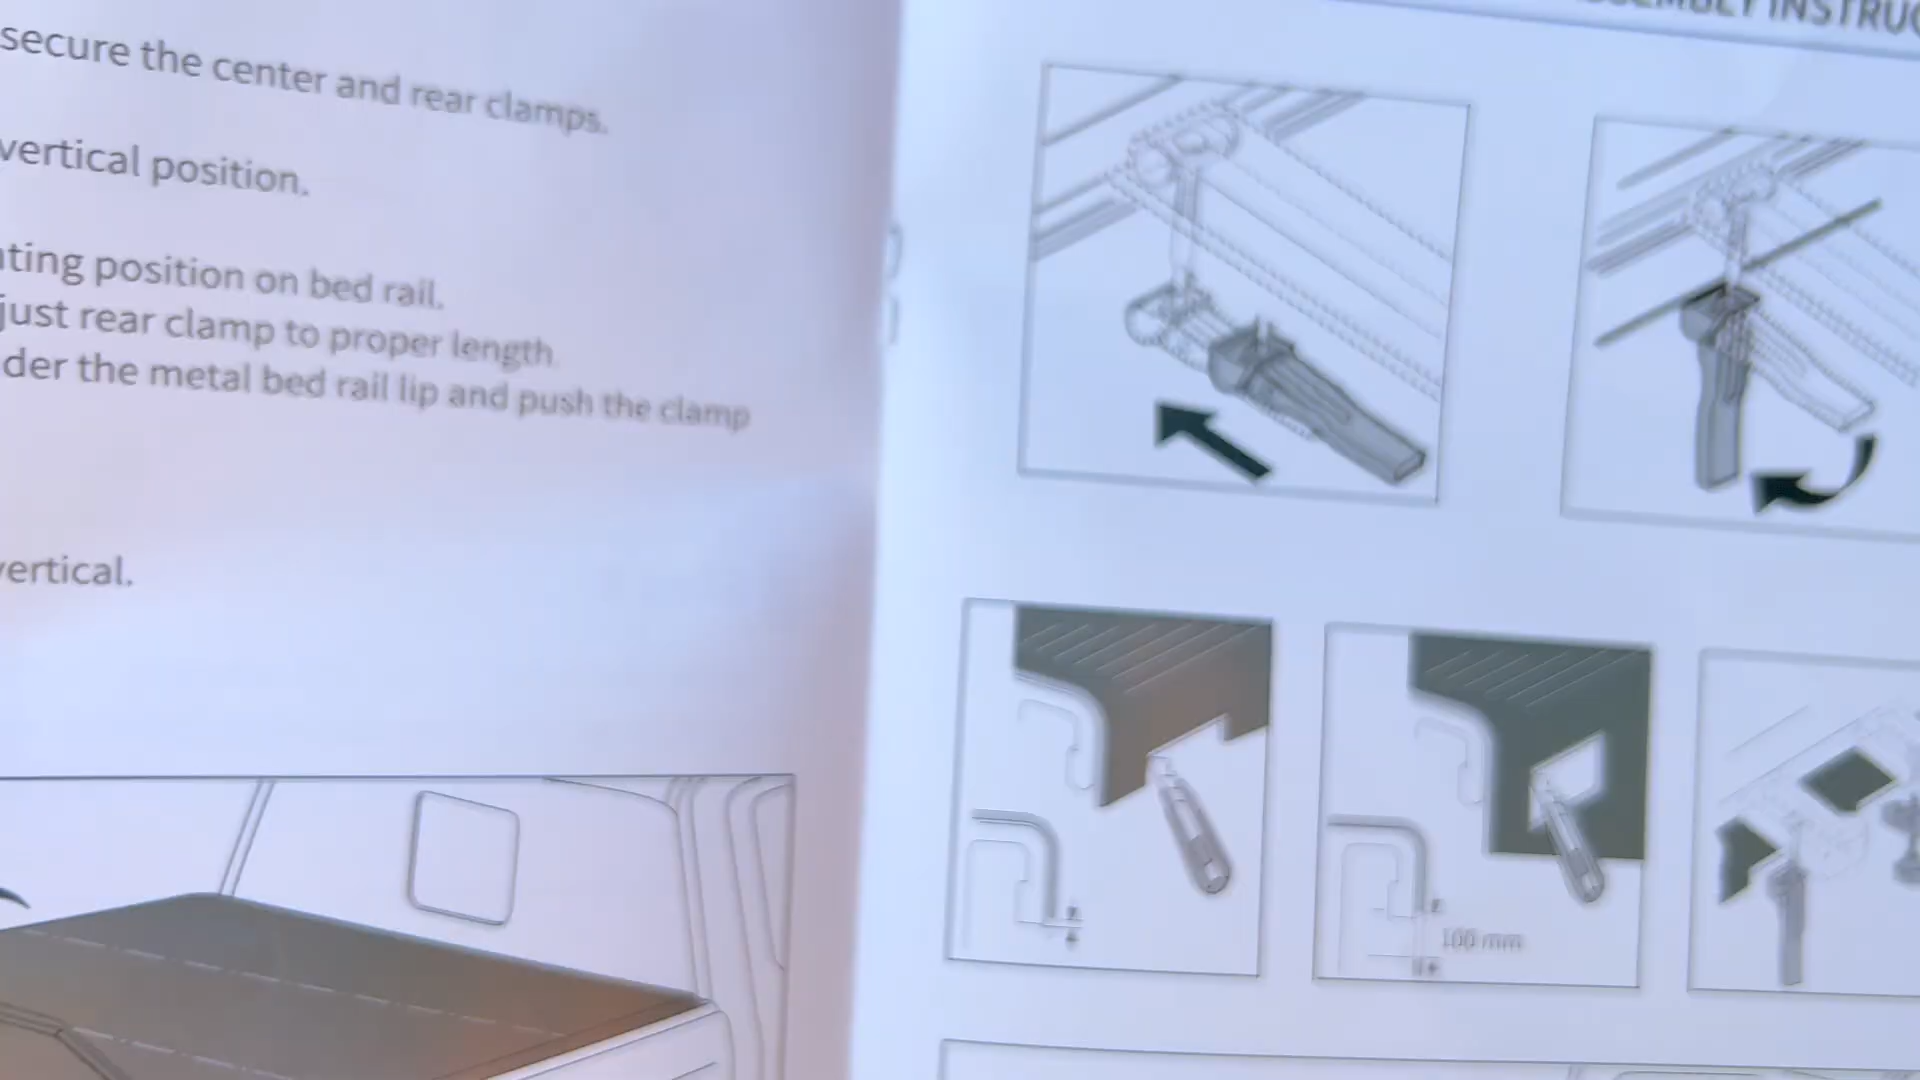 secure the center and rear clamps.
vertical position.
ting position on bed rail.
just rear clamp to proper length
der the metal bed rail lip and push the clamp
vertical.
INSTRUC
100 mm